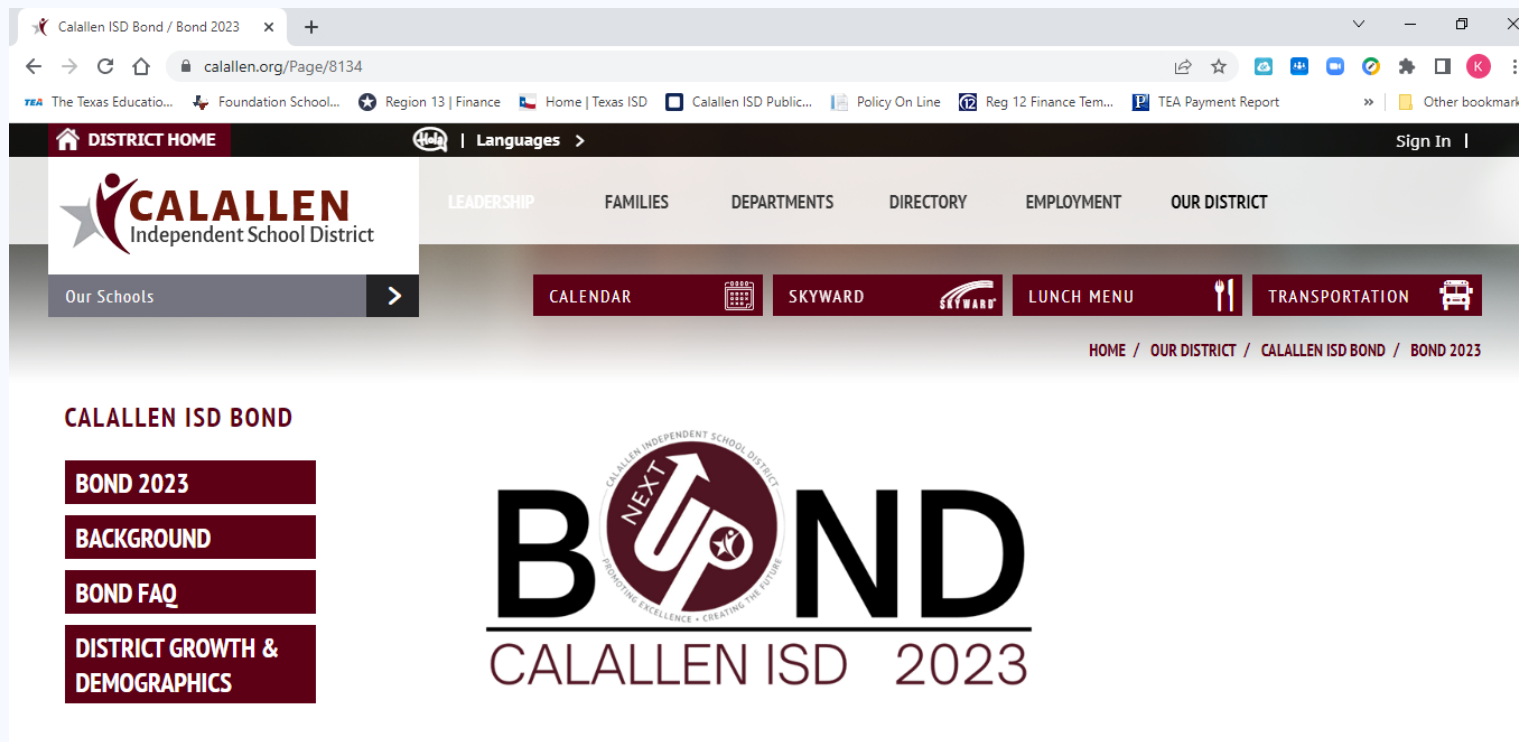 Calallen ISD Bond / Bond 2023
calallen.org/Page/8134
K
TEA The Texas Educatio... Foundation School... Region 13 | Finance Home | Texas ISD Calallen ISD Public... Policy On Line 12 Reg 12 Finance Tem... P TEA Payment Report » Other bookmark
DISTRICT HOME Hola | Languages > Sign In |
CALALLEN
Independent School District
LEADERSHIP FAMILIES DEPARTMENTS DIRECTORY EMPLOYMENT OUR DISTRICT
Our Schools
CALENDAR SKYWARD SKYWARD LUNCH MENU TRANSPORTATION
HOME / OUR DISTRICT / CALALLEN ISD BOND / BOND 2023
CALALLEN ISD BOND
BOND 2023
BACKGROUND
BOND FAQ
DISTRICT GROWTH &
DEMOGRAPHICS
CALALLEN INDEPENDENT SCHOOL DISTRICT
NEXT
UP
PROMOTING EXCELLENCE • CREATING THE FUTURE
BOND
CALALLEN ISD 2023